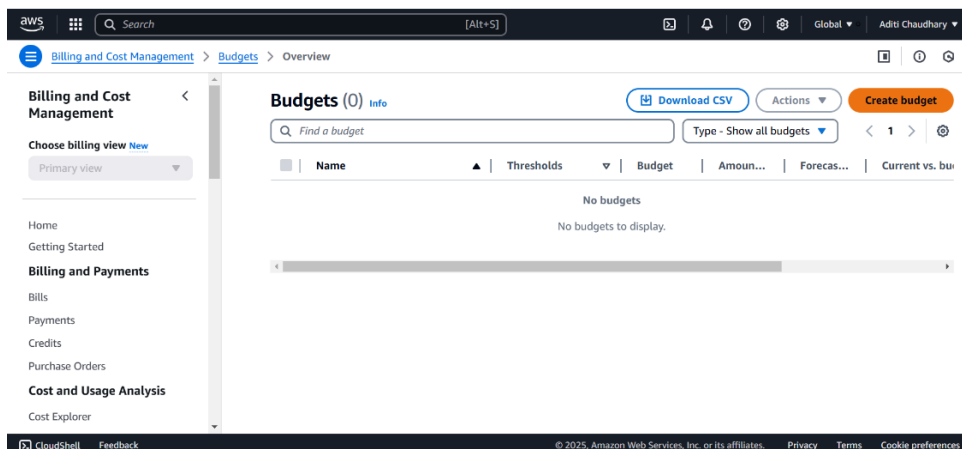 aws Search [Alt+S] Global Aditi Chaudhary
Billing and Cost Management > Budgets > Overview
Billing and Cost Management
Choose billing view New
Primary view
Home
Getting Started
Billing and Payments
Bills
Payments
Credits
Purchase Orders
Cost and Usage Analysis
Cost Explorer
Budgets (0) Info Download CSV Actions Create budget
Find a budget Type - Show all budgets 1
Name Thresholds Budget Amoun... Forecas... Current vs. bu
No budgets
No budgets to display.
CloudShell Feedback © 2025, Amazon Web Services, Inc. or its affiliates. Privacy Terms Cookie preferences